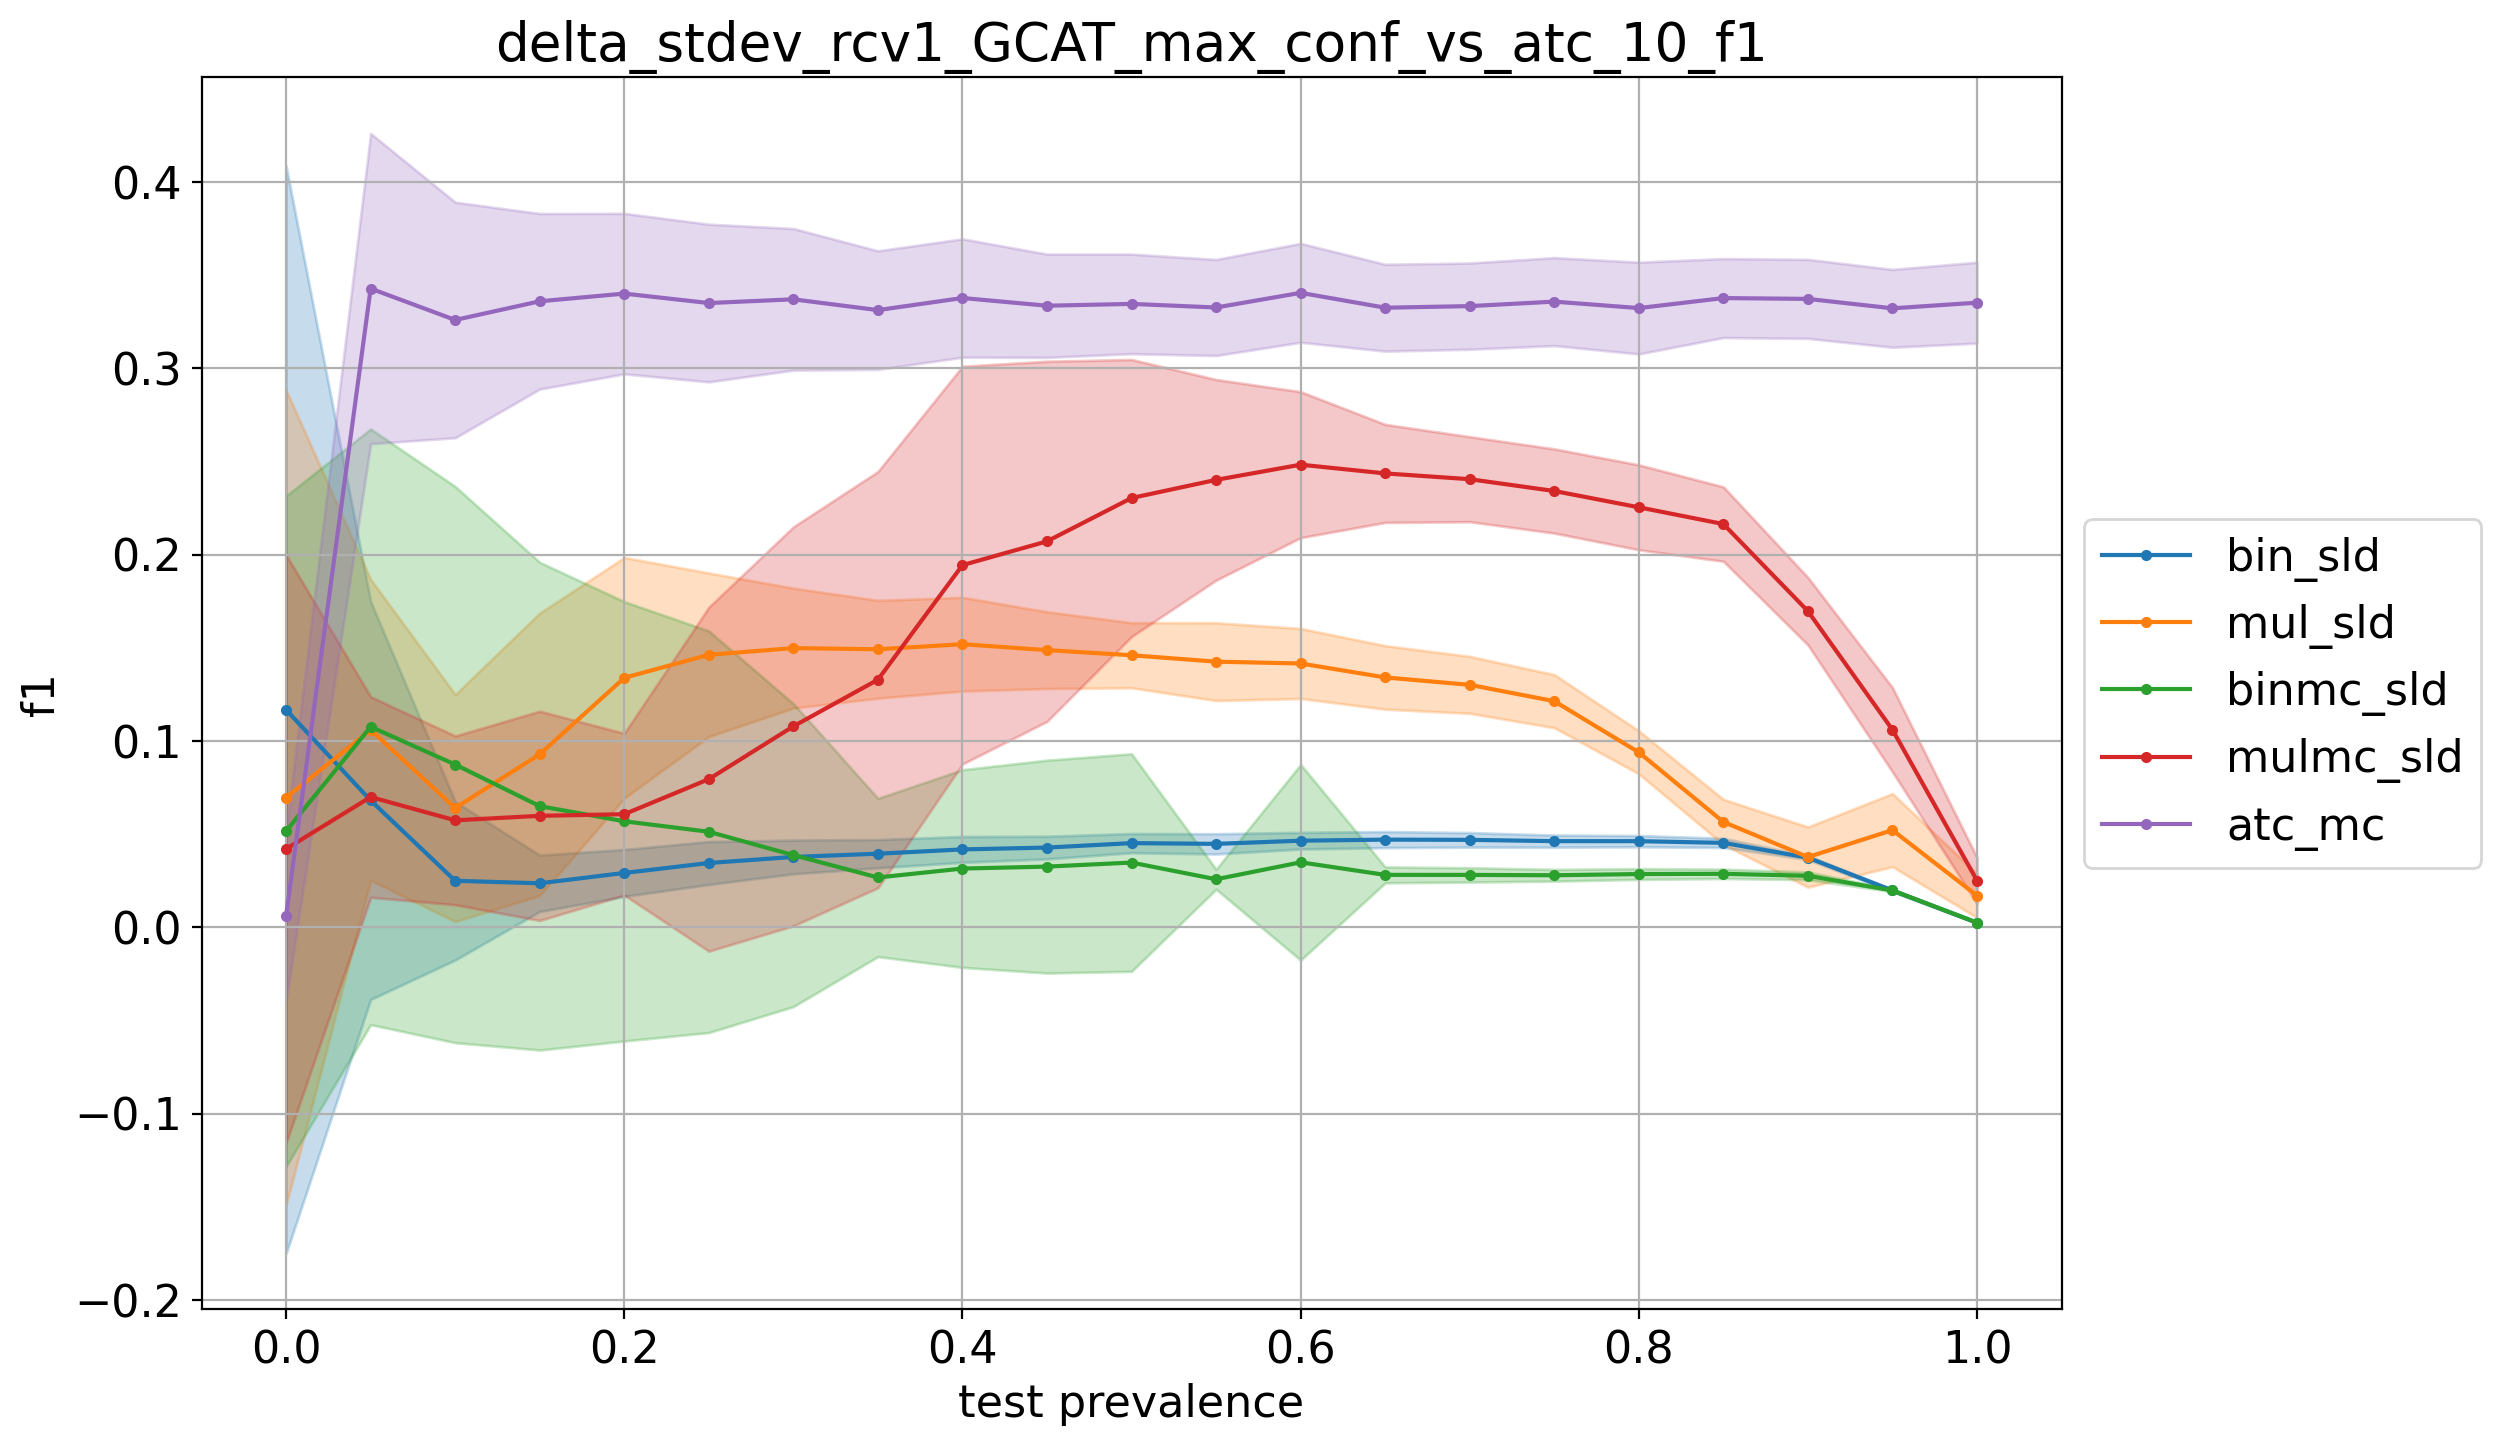 delta_stdev_rcv1_GCAT_max_conf_vs_atc_10_f1
f1
0.4
0.3
0.2
0.1
0.0
−0.1
−0.2
0.0 0.2 0.4 0.6 0.8 1.0
test prevalence
bin_sld
mul_sld
binmc_sld
mulmc_sld
atc_mc